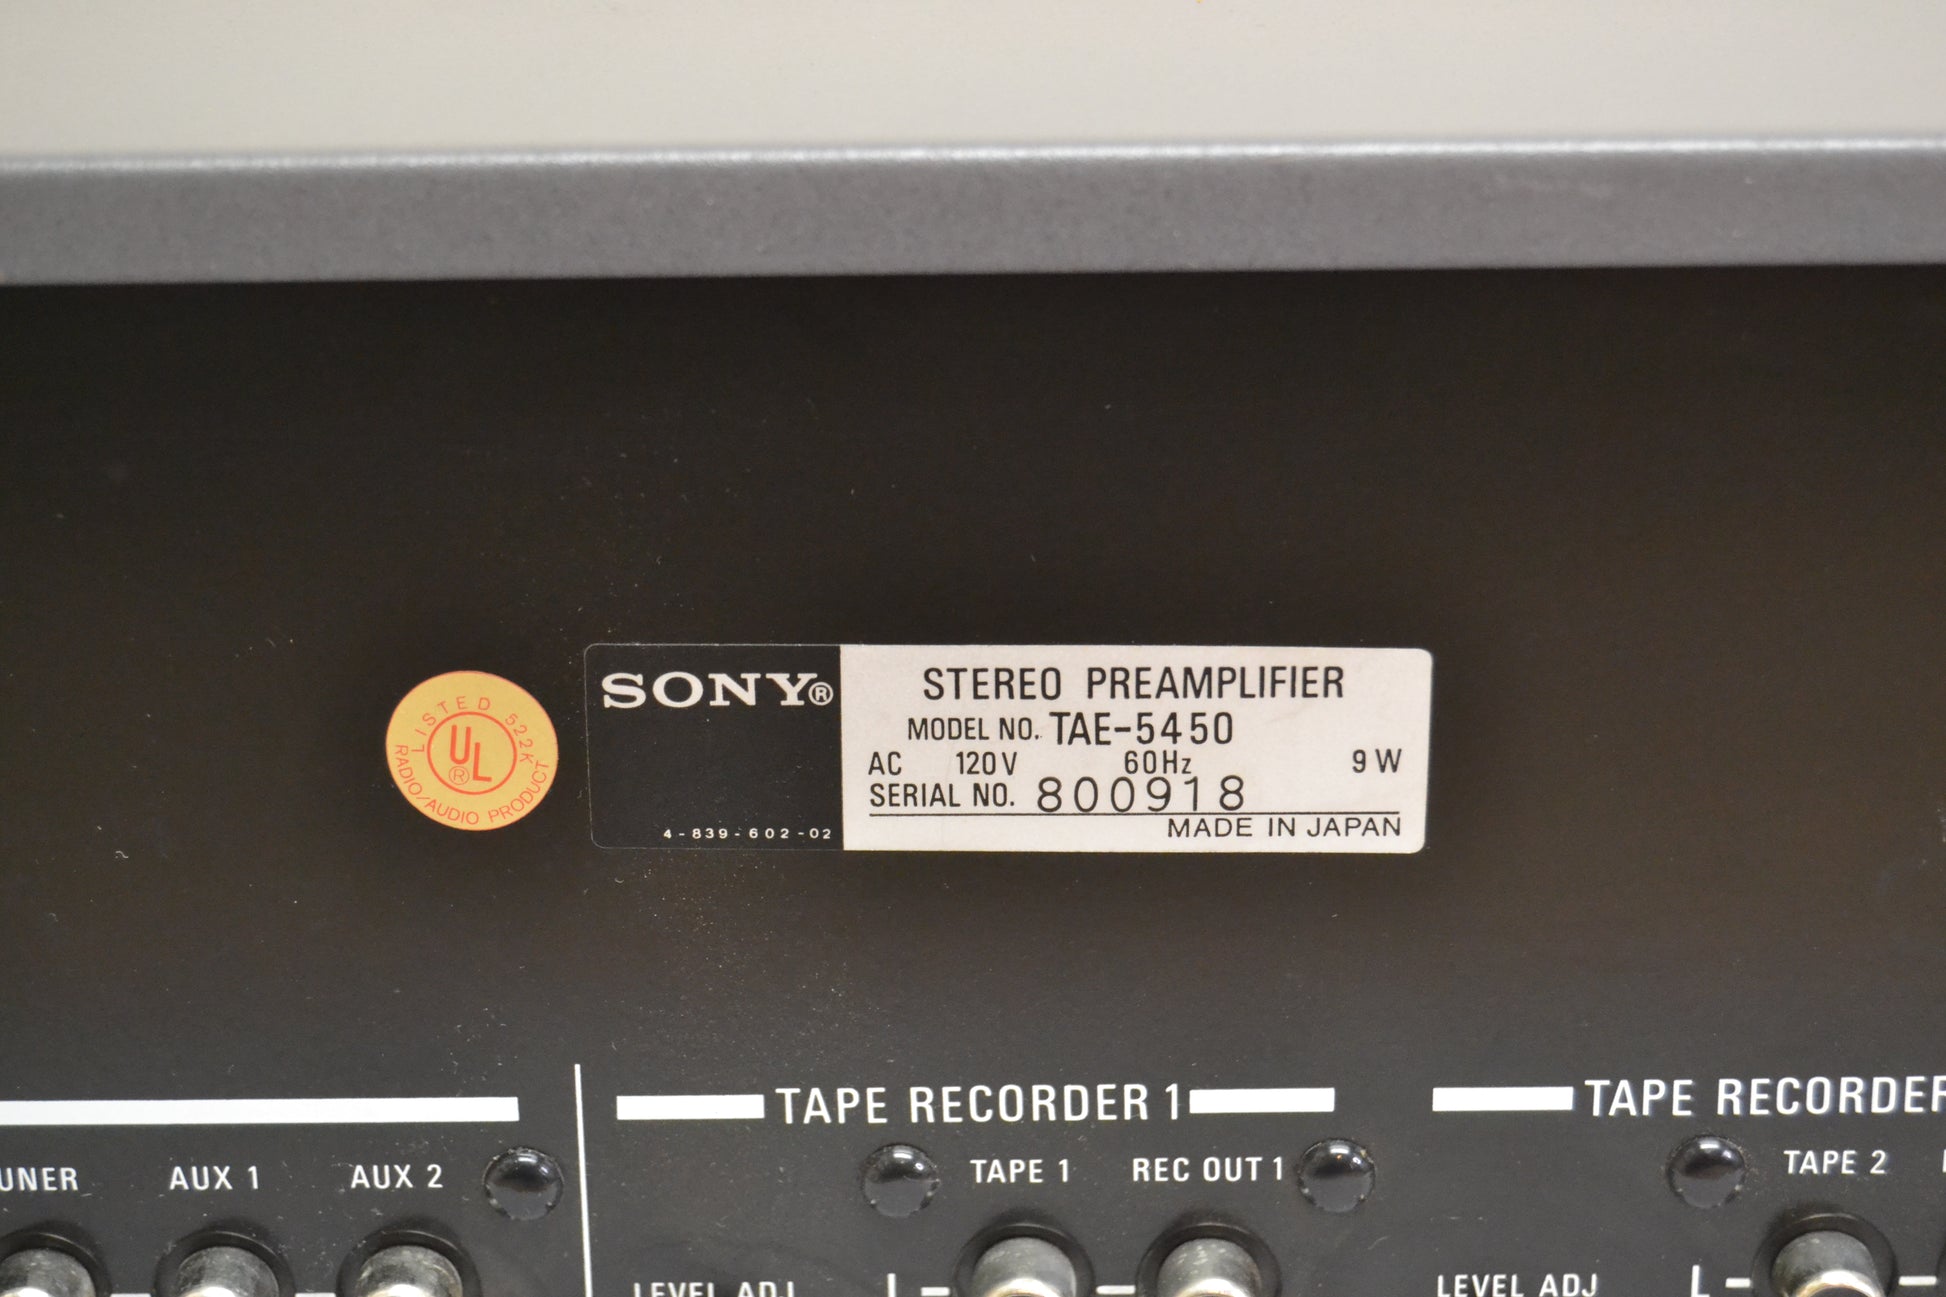 LISTED 522K
UL®
RADIO/AUDIO PRODUCT
SONY®
4-839-602-02
STEREO PREAMPLIFIER
MODEL NO. TAE-5450
AC 120V 60Hz 9W
SERIAL NO. 800918
MADE IN JAPAN
TAPE RECORDER 1
TAPE RECORDER
UNER AUX 1 AUX 2
TAPE 1 REC OUT 1
TAPE 2
LEVEL ADJ L
LEVEL ADJ L